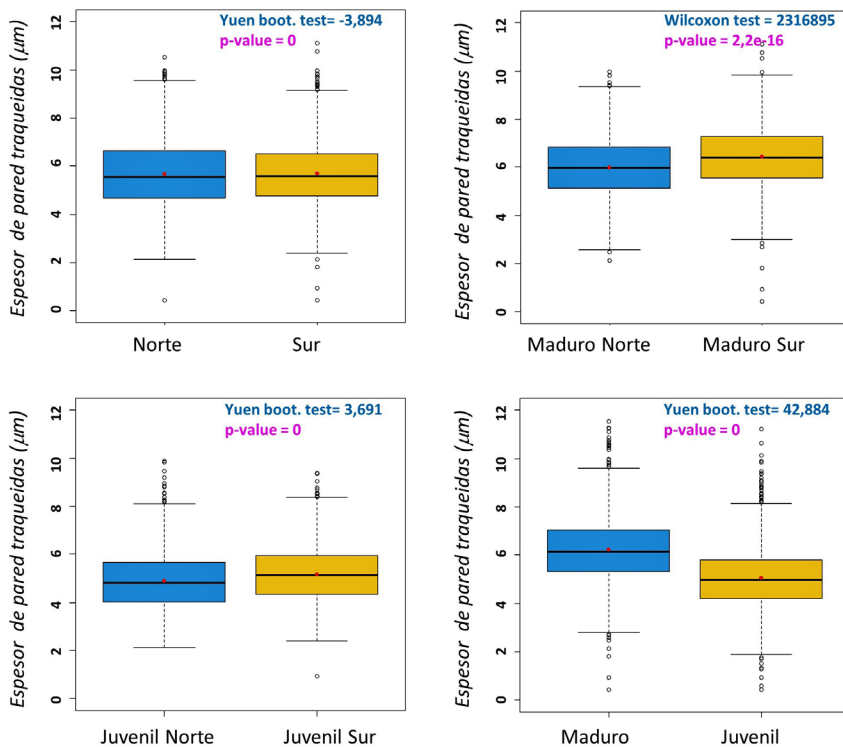 Yuen boot. test= -3,894
p-value = 0
Espesor de pared traqueidas (μm)
12
10
8
6
4
2
0
Norte Sur
Wilcoxon test = 2316895
p-value = 2,2e-16
Espesor de pared traqueidas (μm)
12
10
8
6
4
2
0
Maduro Norte Maduro Sur
Yuen boot. test= 3,691
p-value = 0
Espesor de pared traqueidas (μm)
12
10
8
6
4
2
0
Juvenil Norte Juvenil Sur
Yuen boot. test= 42,884
p-value = 0
Espesor de pared traqueidas (μm)
12
10
8
6
4
2
0
Maduro Juvenil